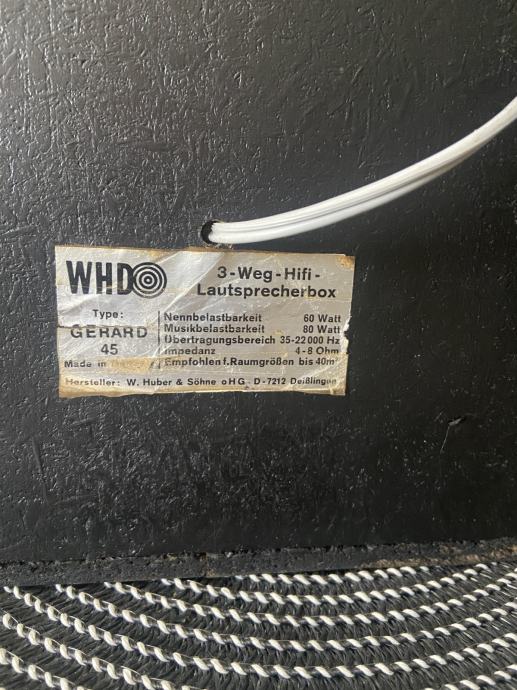 WHD
3-Weg-Hifi-
Lautsprecherbox
Type:
GERARD
45
Made in
Nennbelastbarkeit 60 Watt
Musikbelastbarkeit 80 Watt
Übertragungsbereich 35-22000 Hz
Impedanz 4-8 Ohm
Empfohlen f. Raumgrößen bis 40m²
Hersteller: W. Huber & Söhne oHG - D-7212 Deißlingen